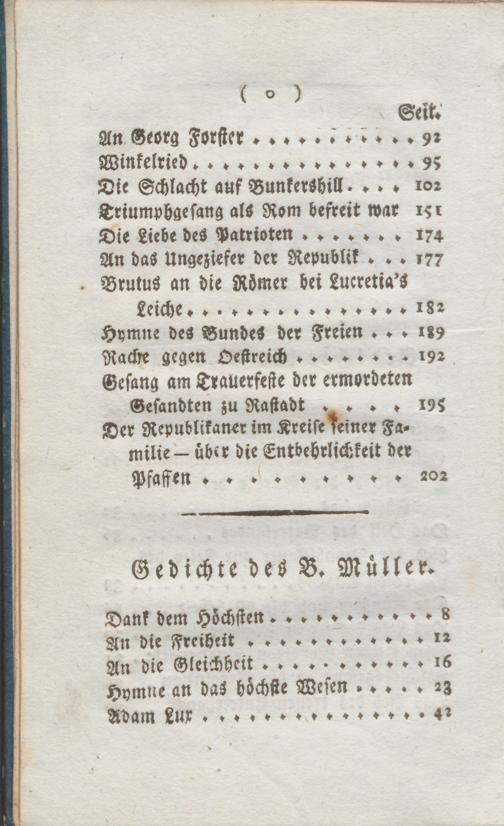 ( o )
Seit.
An Georg Forster . . . . . . . . . . . 92
Winkelried . . . . . . . . . . . . . . . 95
Die Schlacht auf Bunkershill . . . . 102
Triumphgesang als Rom befreit war 151
Die Liebe des Patrioten . . . . . . . 174
An das Ungeziefer der Republik . . . 177
Brutus an die Römer bei Lucretia's
Leiche . . . . . . . . . . . . . . . 182
Hymne des Bundes der Freien . . . 189
Rache gegen Oestreich . . . . . . . . 192
Gesang am Trauerfeste der ermordeten
Gesandten zu Rastadt . . . . 195
Der Republikaner im Kreise seiner Fa-
milie — über die Entbehrlichkeit der
Pfaffen . . . . . . . . . 202
Gedichte des B. Müller.
Dank dem Höchsten . . . . . . . . . . . 8
An die Freiheit . . . . . . . . . . . 12
An die Gleichheit . . . . . . . . . . 16
Hymne an das höchste Wesen . . . . . 23
Adam Lux . . . . . . . . . . . . . . 42